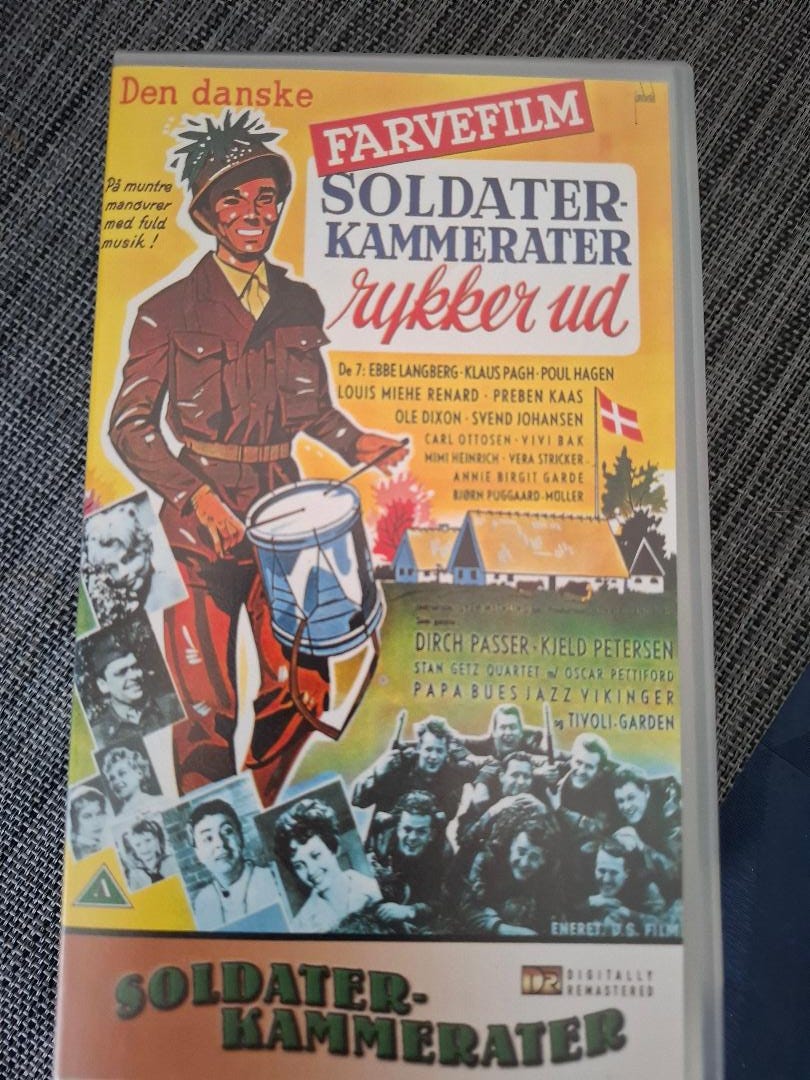 Den danske
FARVEFILM
På muntre
manøvrer
med fuld
musik!
SOLDATER-
KAMMERATER
rykker ud
De 7: EBBE LANGBERG · KLAUS PAGH · POUL HAGEN
LOUIS MIEHE RENARD · PREBEN KAAS
OLE DIXON · SVEND JOHANSEN
CARL OTTOSEN · VIVI BAK
MIMI HEINRICH · VERA STRICKER
ANNIE BIRGIT GARDE
BJØRN PUGGAARD-MÜLLER
Som gæster:
DIRCH PASSER · KJELD PETERSEN
STAN GETZ QUARTET m/ OSCAR PETTIFORD
PAPA BUES JAZZ VIKINGER
og TIVOLI-GARDEN
A
ENERET: U.S. FILM
SOLDATER-
KAMMERATER
DR DIGITALLY
REMASTERED